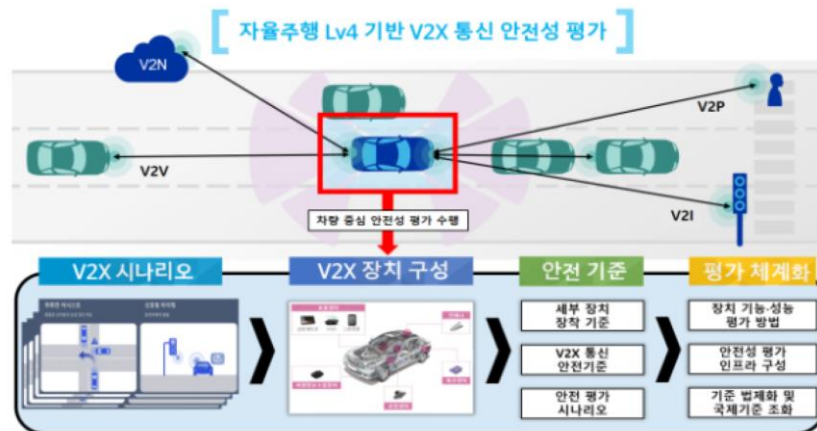 자율주행 Lv4 기반 V2X 통신 안전성 평가
V2N
V2P
V2V
V2I
차량 중심 안전성 평가 수행
V2X 시나리오
V2X 장치 구성
안전 기준
평가 체계화
세부 장치
장착 기준
V2X 통신
안전기준
안전 평가
시나리오
장치 기능·성능
평가 방법
안전성 평가
인프라 구성
기준 법제화 및
국제기준 조화